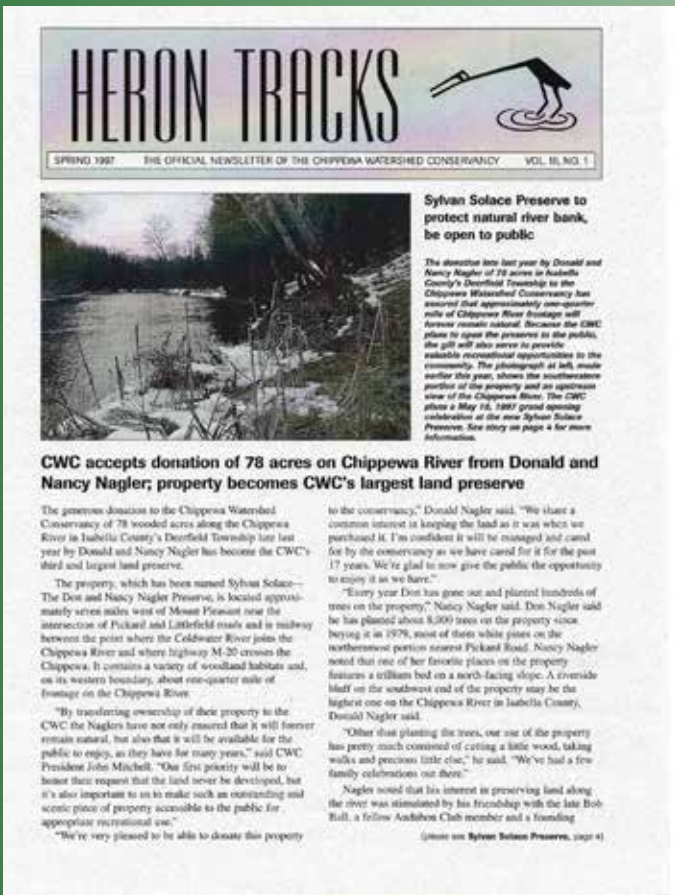 HERON TRACKS
SPRING 1997 THE OFFICIAL NEWSLETTER OF THE CHIPPEWA WATERSHED CONSERVANCY VOL. III, NO. 1
Sylvan Solace Preserve to
protect natural river bank,
be open to public
The donation late last year by Donald and
Nancy Nagler of 78 acres in Isabella
County's Deerfield Township to the
Chippewa Watershed Conservancy has
assured that approximately one-quarter
mile of Chippewa River frontage will
forever remain natural. Because the CWC
plans to open the preserve to the public,
the gift will also serve to provide
valuable recreational opportunities to the
community. The photograph at left, made
earlier this year, shows the southwestern
portion of the property and an upstream
view of the Chippewa River. The CWC
plans a May 1997 grand opening
celebration at the new Sylvan Solace
Preserve. See story on page 4 for more
information.
CWC accepts donation of 78 acres on Chippewa River from Donald and
Nancy Nagler; property becomes CWC's largest land preserve
The generous donation to the Chippewa Watershed
Conservancy of 78 wooded acres along the Chippewa
River in Isabella County's Deerfield Township late last
year by Donald and Nancy Nagler has become the CWC's
third and largest land preserve.
The property, which has been named Sylvan Solace—
The Don and Nancy Nagler Preserve, is located approxi-
mately seven miles west of Mount Pleasant near the
intersection of Pickard and Littlefield roads and is midway
between the point where the Coldwater River joins the
Chippewa River and where highway M-20 crosses the
Chippewa. It contains a variety of woodland habitats and,
on its western boundary, about one-quarter mile of
frontage on the Chippewa River.
"By transferring ownership of their property to the
CWC the Naglers have not only ensured that it will forever
remain natural, but also that it will be available for the
public to enjoy, as they have for many years," said CWC
President John Mitchell. "Our first priority will be to
honor their request that the land never be developed, but
it's also important to us to make such an outstanding and
scenic piece of property accessible to the public for
appropriate recreational use."
"We're very pleased to be able to donate this property
to the conservancy," Donald Nagler said. "We share a
common interest in keeping the land as it was when we
purchased it. I'm confident it will be managed and cared
for by the conservancy as we have cared for it for the past
17 years. We're glad to now give the public the opportunity
to enjoy it as we have."
"Every year Don has gone out and planted hundreds of
trees on the property," Nancy Nagler said. Don Nagler said
he has planted about 8,000 trees on the property since
buying it in 1979, most of them white pines on the
northernmost portion nearest Pickard Road. Nancy Nagler
noted that one of her favorite places on the property
features a trillium bed on a north-facing slope. A riverside
bluff on the southwest end of the property may be the
highest one on the Chippewa River in Isabella County,
Donald Nagler said.
"Other than planting the trees, our use of the property
has pretty much consisted of cutting a little wood, taking
walks and precious little else," he said. "We've had a few
family celebrations out there."
Nagler noted that his interest in preserving land along
the river was stimulated by his friendship with the late Bob
Ball, a fellow Audubon Club member and a founding
(please see Sylvan Solace Preserve, page 4)